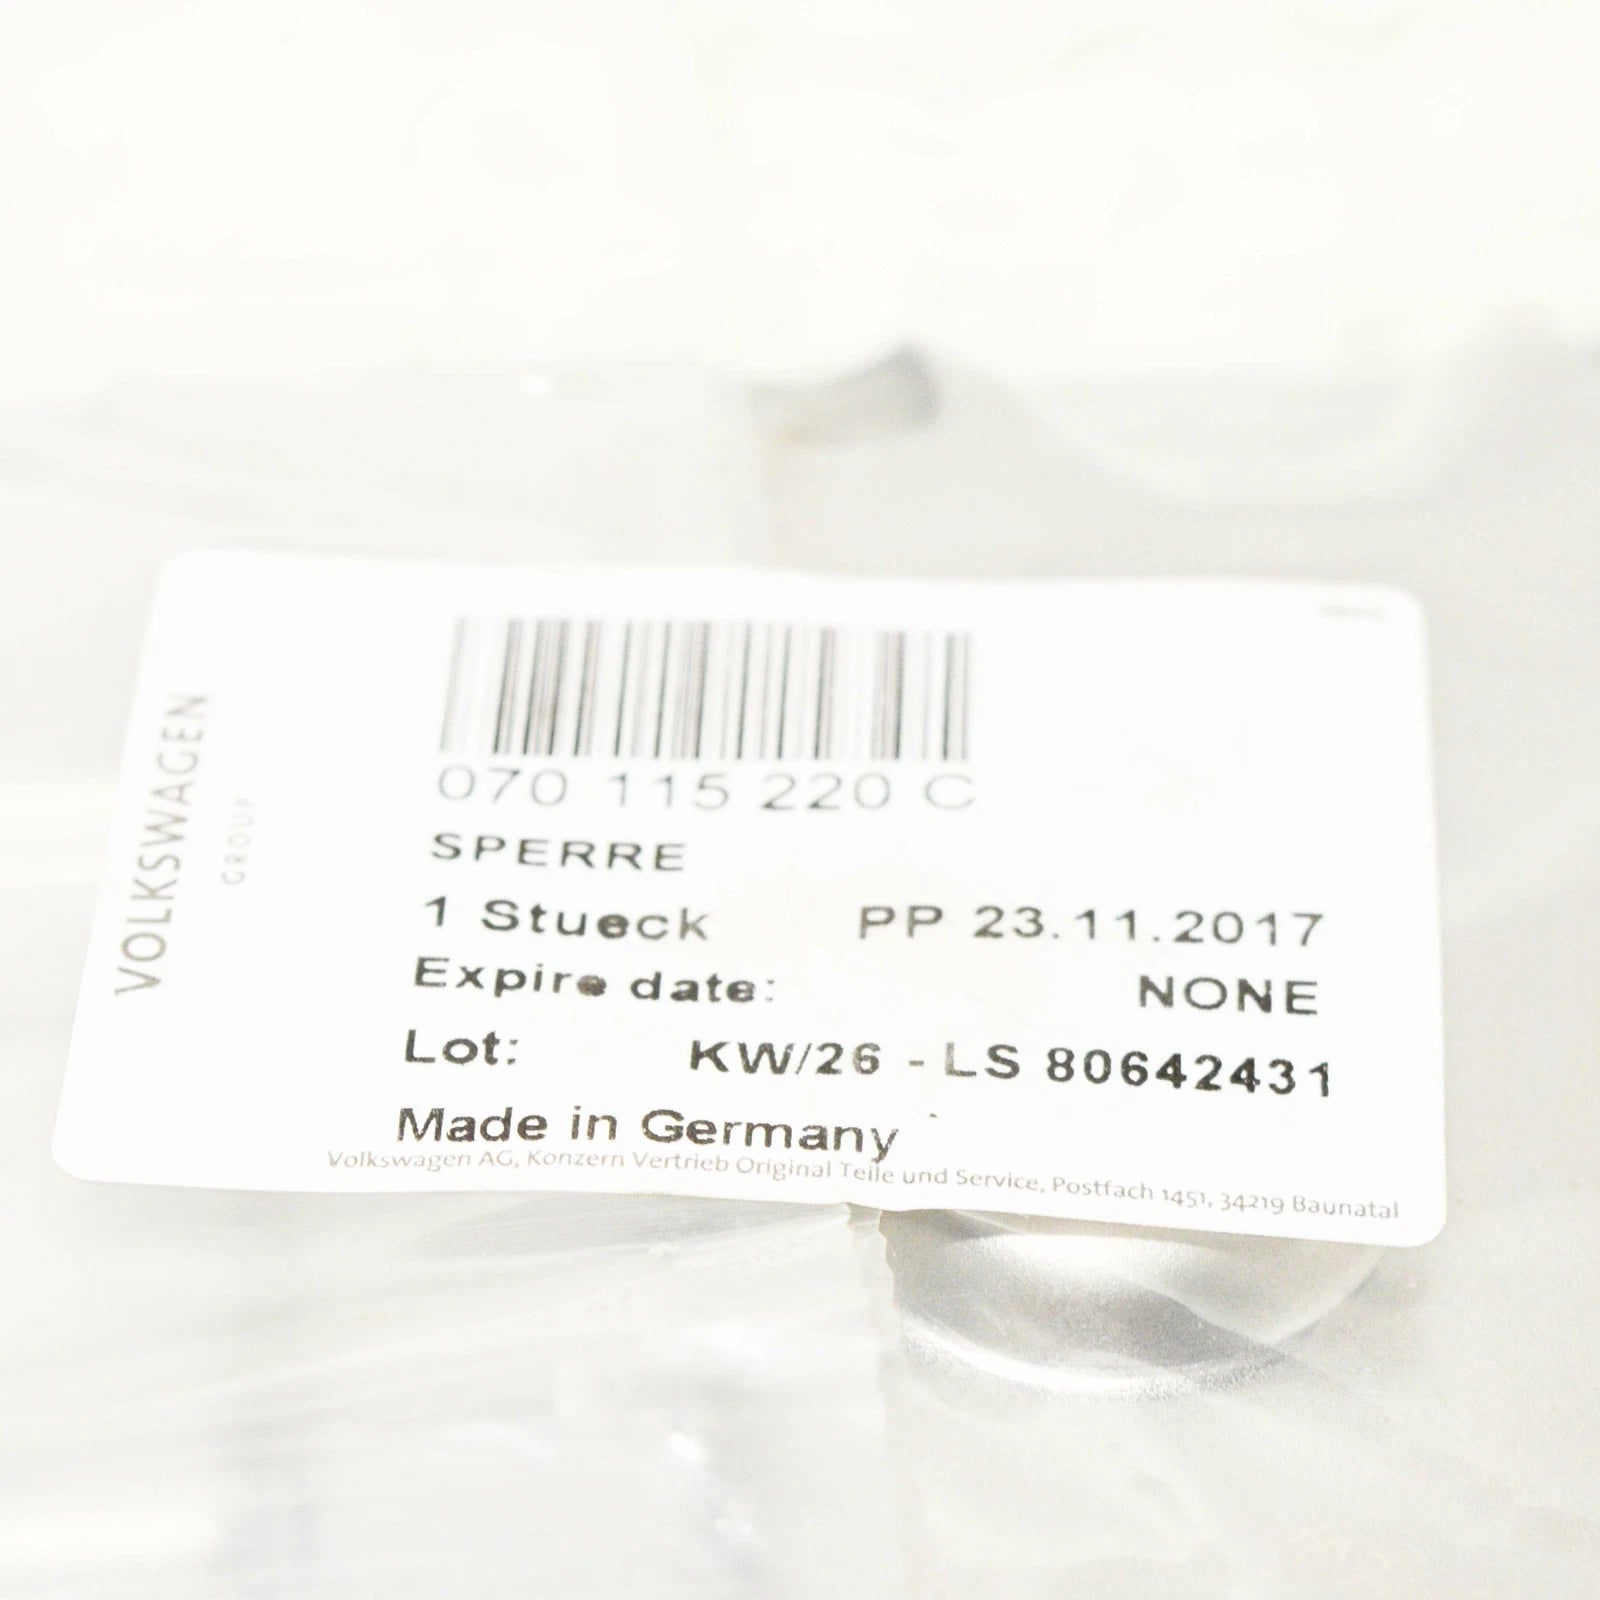 VOLKSWAGEN
GROUP
070 115 220 C
SPERRE
1 Stueck PP 23.11.2017
Expire date: NONE
Lot: KW/26 - LS 80642431
Made in Germany
Volkswagen AG, Konzern Vertrieb Original Teile und Service, Postfach 1451, 34219 Baunatal